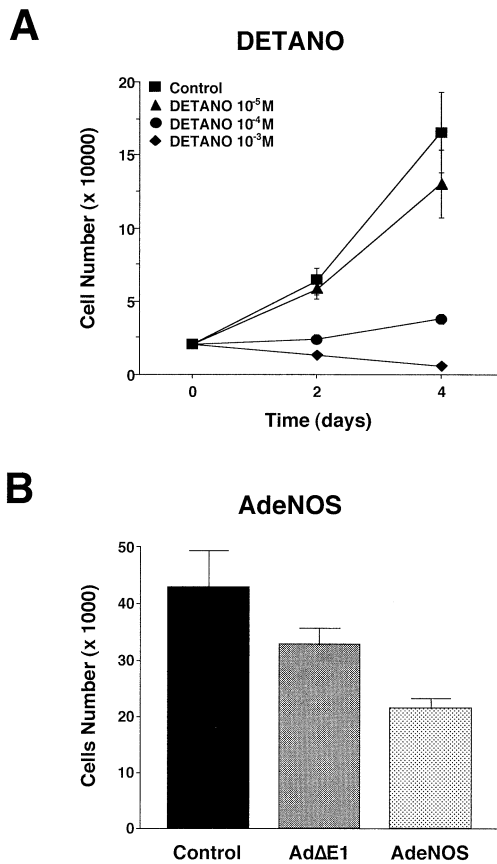 A
DETANO
Control
DETANO 10⁻⁵M
DETANO 10⁻⁴M
DETANO 10⁻³M
Cell Number (x 10000)
20
15
10
5
0
0 2 4
Time (days)
B
AdeNOS
Cells Number (x 1000)
50
40
30
20
10
0
Control AdΔE1 AdeNOS